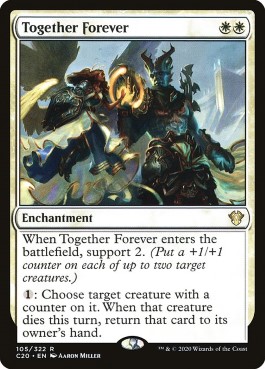 Together Forever
Enchantment
When Together Forever enters the
battlefield, support 2. (Put a +1/+1
counter on each of up to two target
creatures.)
1: Choose target creature with a
counter on it. When that creature
dies this turn, return that card to
its owner's hand.
105/322 R
C20 • EN Aaron Miller
™ & © 2020 Wizards of the Coast